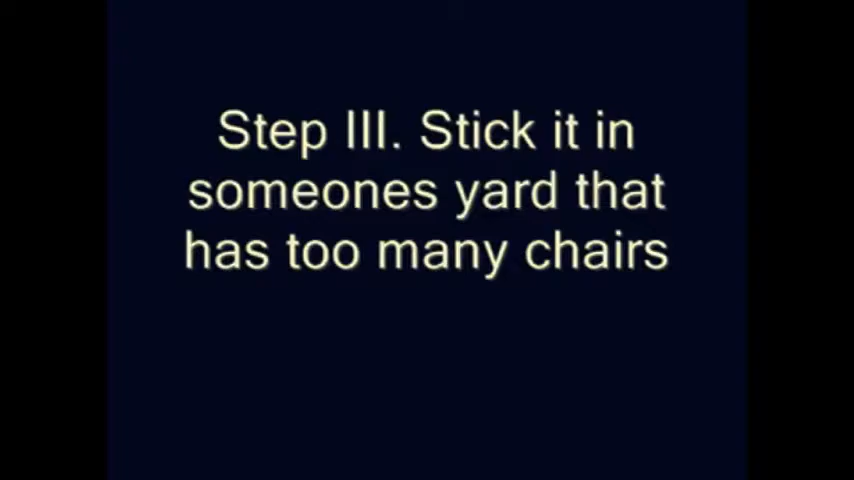 Step III. Stick it in
someones yard that
has too many chairs